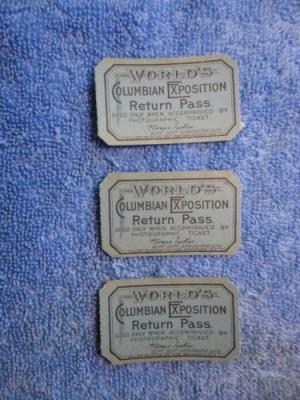 WORLD'S
COLUMBIAN EXPOSITION
Return Pass.
GOOD ONLY WHEN ACCOMPANIED BY
PHOTOGRAPHIC TICKET.
WORLD'S
COLUMBIAN EXPOSITION
Return Pass.
GOOD ONLY WHEN ACCOMPANIED BY
PHOTOGRAPHIC TICKET.
WORLD'S
COLUMBIAN EXPOSITION
Return Pass.
GOOD ONLY WHEN ACCOMPANIED BY
PHOTOGRAPHIC TICKET.